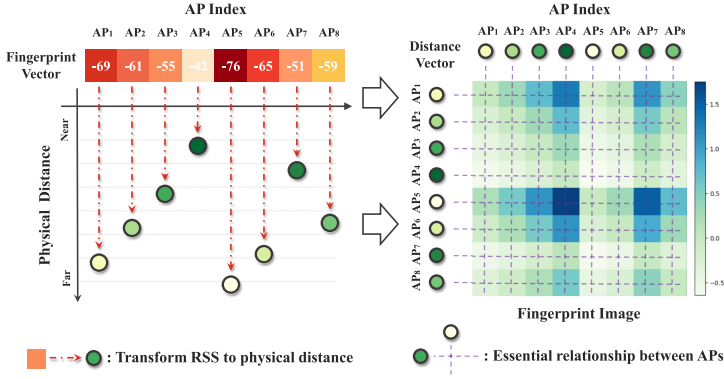 AP Index
AP1 AP2 AP3 AP4 AP5 AP6 AP7 AP8
Fingerprint
Vector
-69 -61 -55 -42 -76 -65 -51 -59
Near
Physical Distance
Far
: Transform RSS to physical distance
AP Index
AP1 AP2 AP3 AP4 AP5 AP6 AP7 AP8
Distance
Vector
AP1
AP2
AP3
AP4
AP5
AP6
AP7
AP8
1.5
1.0
0.5
0.0
-0.5
Fingerprint Image
: Essential relationship between APs